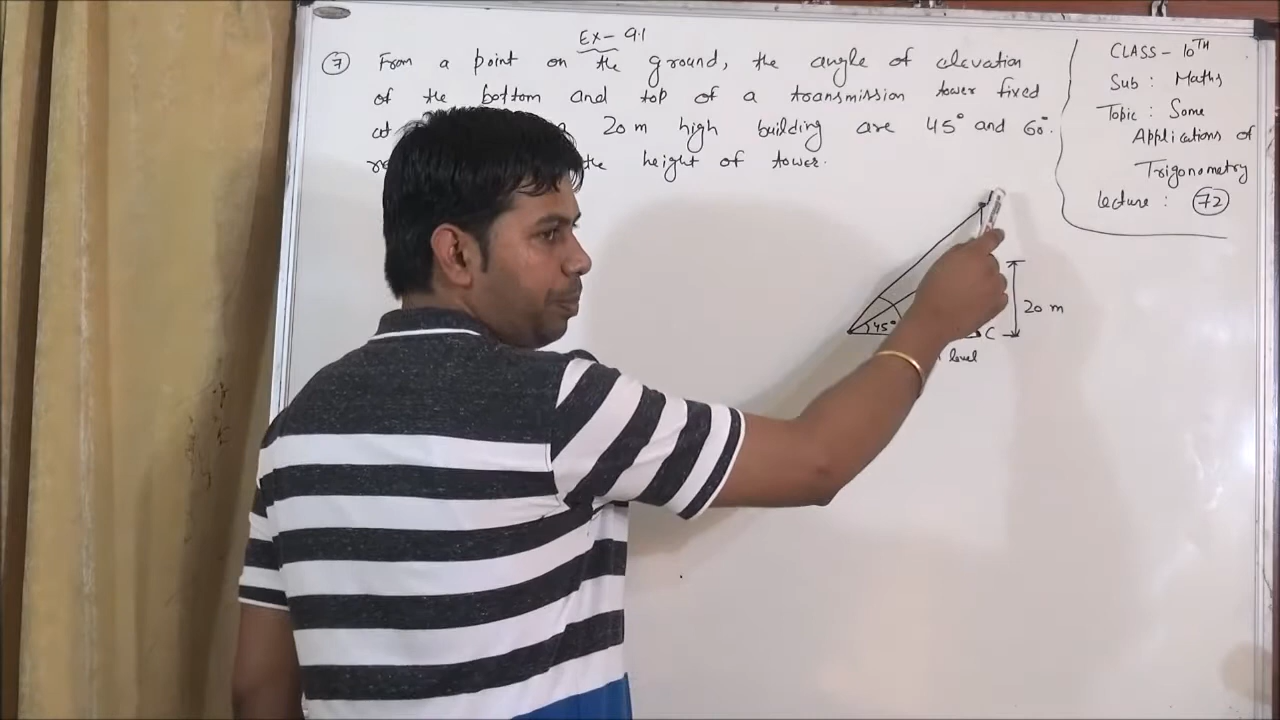 Ex- 9.1
7 From a point on the ground, the angle of elevation
of the bottom and top of a transmission tower fixed
at 20m high building are 45° and 60°.
the height of tower.
CLASS - 10TH
Sub : Maths
Topic : Some
Applications of
Trigonometry
Lecture : 72
20 m
45°
C
level